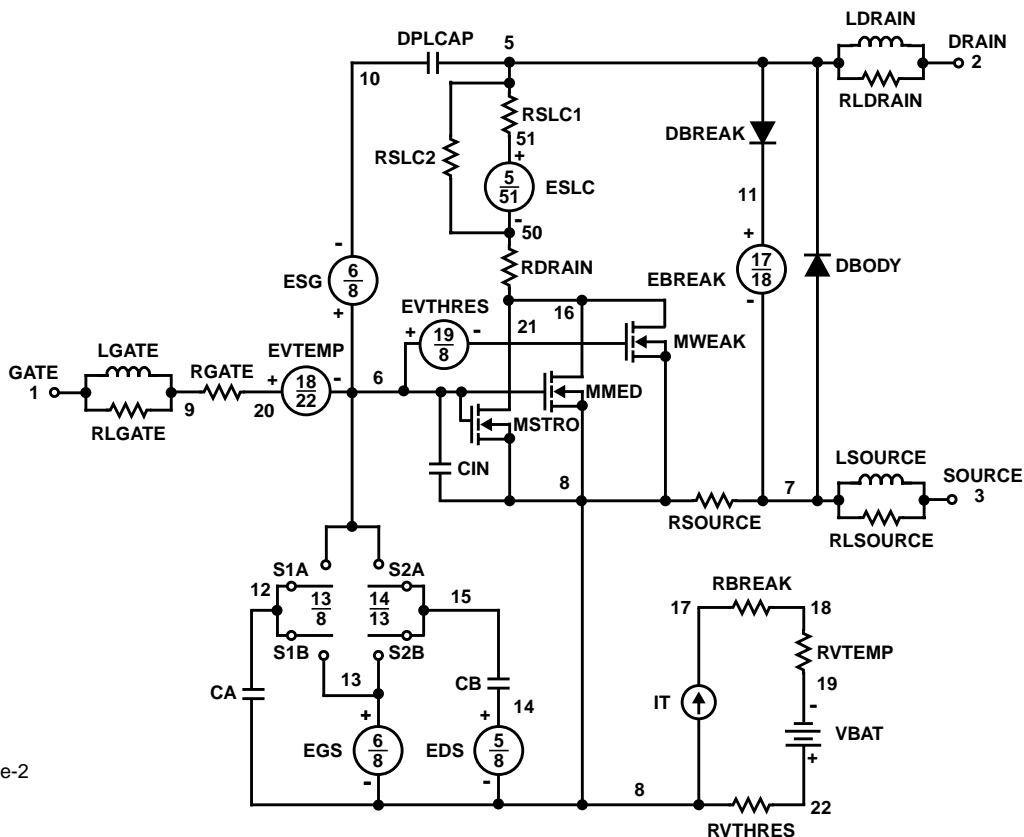 LDRAIN
DPLCAP 5 DRAIN
2
10
RLDRAIN
RSLC1
DBREAK
51
RSLC2
+
5
51
ESLC
11
-
50
-
+
17
18
DBODY
6
8
ESG
RDRAIN
EBREAK
-
EVTHRES
16
+
21
+ 19
8
-
MWEAK
LGATE
EVTEMP
GATE
1
RGATE
+ 18
22
-
6
MMED
9
20
RLGATE
MSTRO
LSOURCE
CIN
SOURCE
8
7
3
RSOURCE
RLSOURCE
S1A S2A
12
13
8
14
13
15
RBREAK
17 18
S1B S2B
RVTEMP
13
CB
19
CA
14
IT
-
+
+
VBAT
EGS
6
8
EDS
5
8
+
-
-
8
22
RVTHRES
e-2